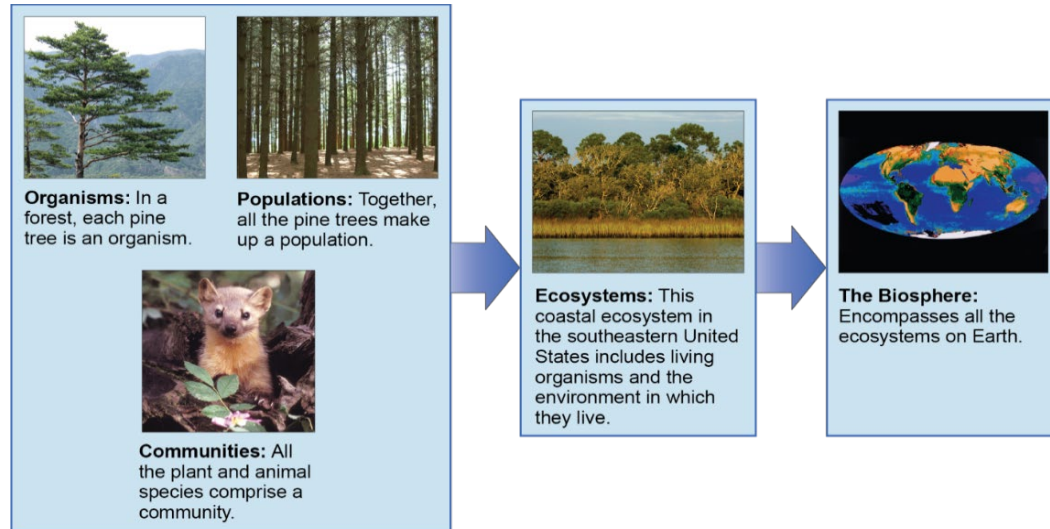 Organisms: In a
forest, each pine
tree is an organism.
Populations: Together,
all the pine trees make
up a population.
Communities: All
the plant and animal
species comprise a
community.
Ecosystems: This
coastal ecosystem in
the southeastern United
States includes living
organisms and the
environment in which
they live.
The Biosphere:
Encompasses all the
ecosystems on Earth.